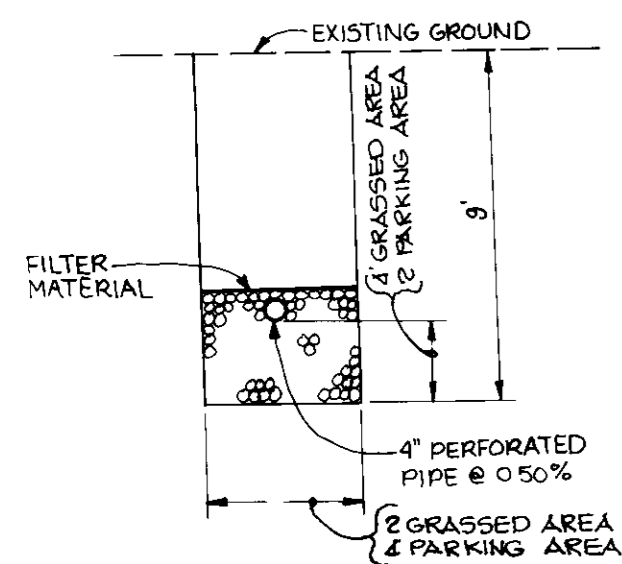 EXISTING GROUND
4' GRASSED AREA
2 PARKING AREA
9'
FILTER
MATERIAL
4" PERFORATED
PIPE @ 0 50%
2 GRASSED AREA
4 PARKING AREA